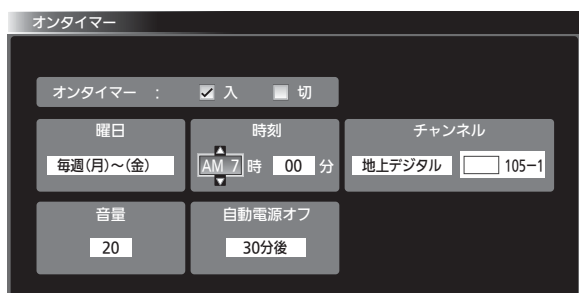 オンタイマー
オンタイマー : 入 切
曜日 時刻 チャンネル
毎週(月)~(金) AM 7 時 00 分 地上デジタル 105-1
音量 自動電源オフ
20 30分後